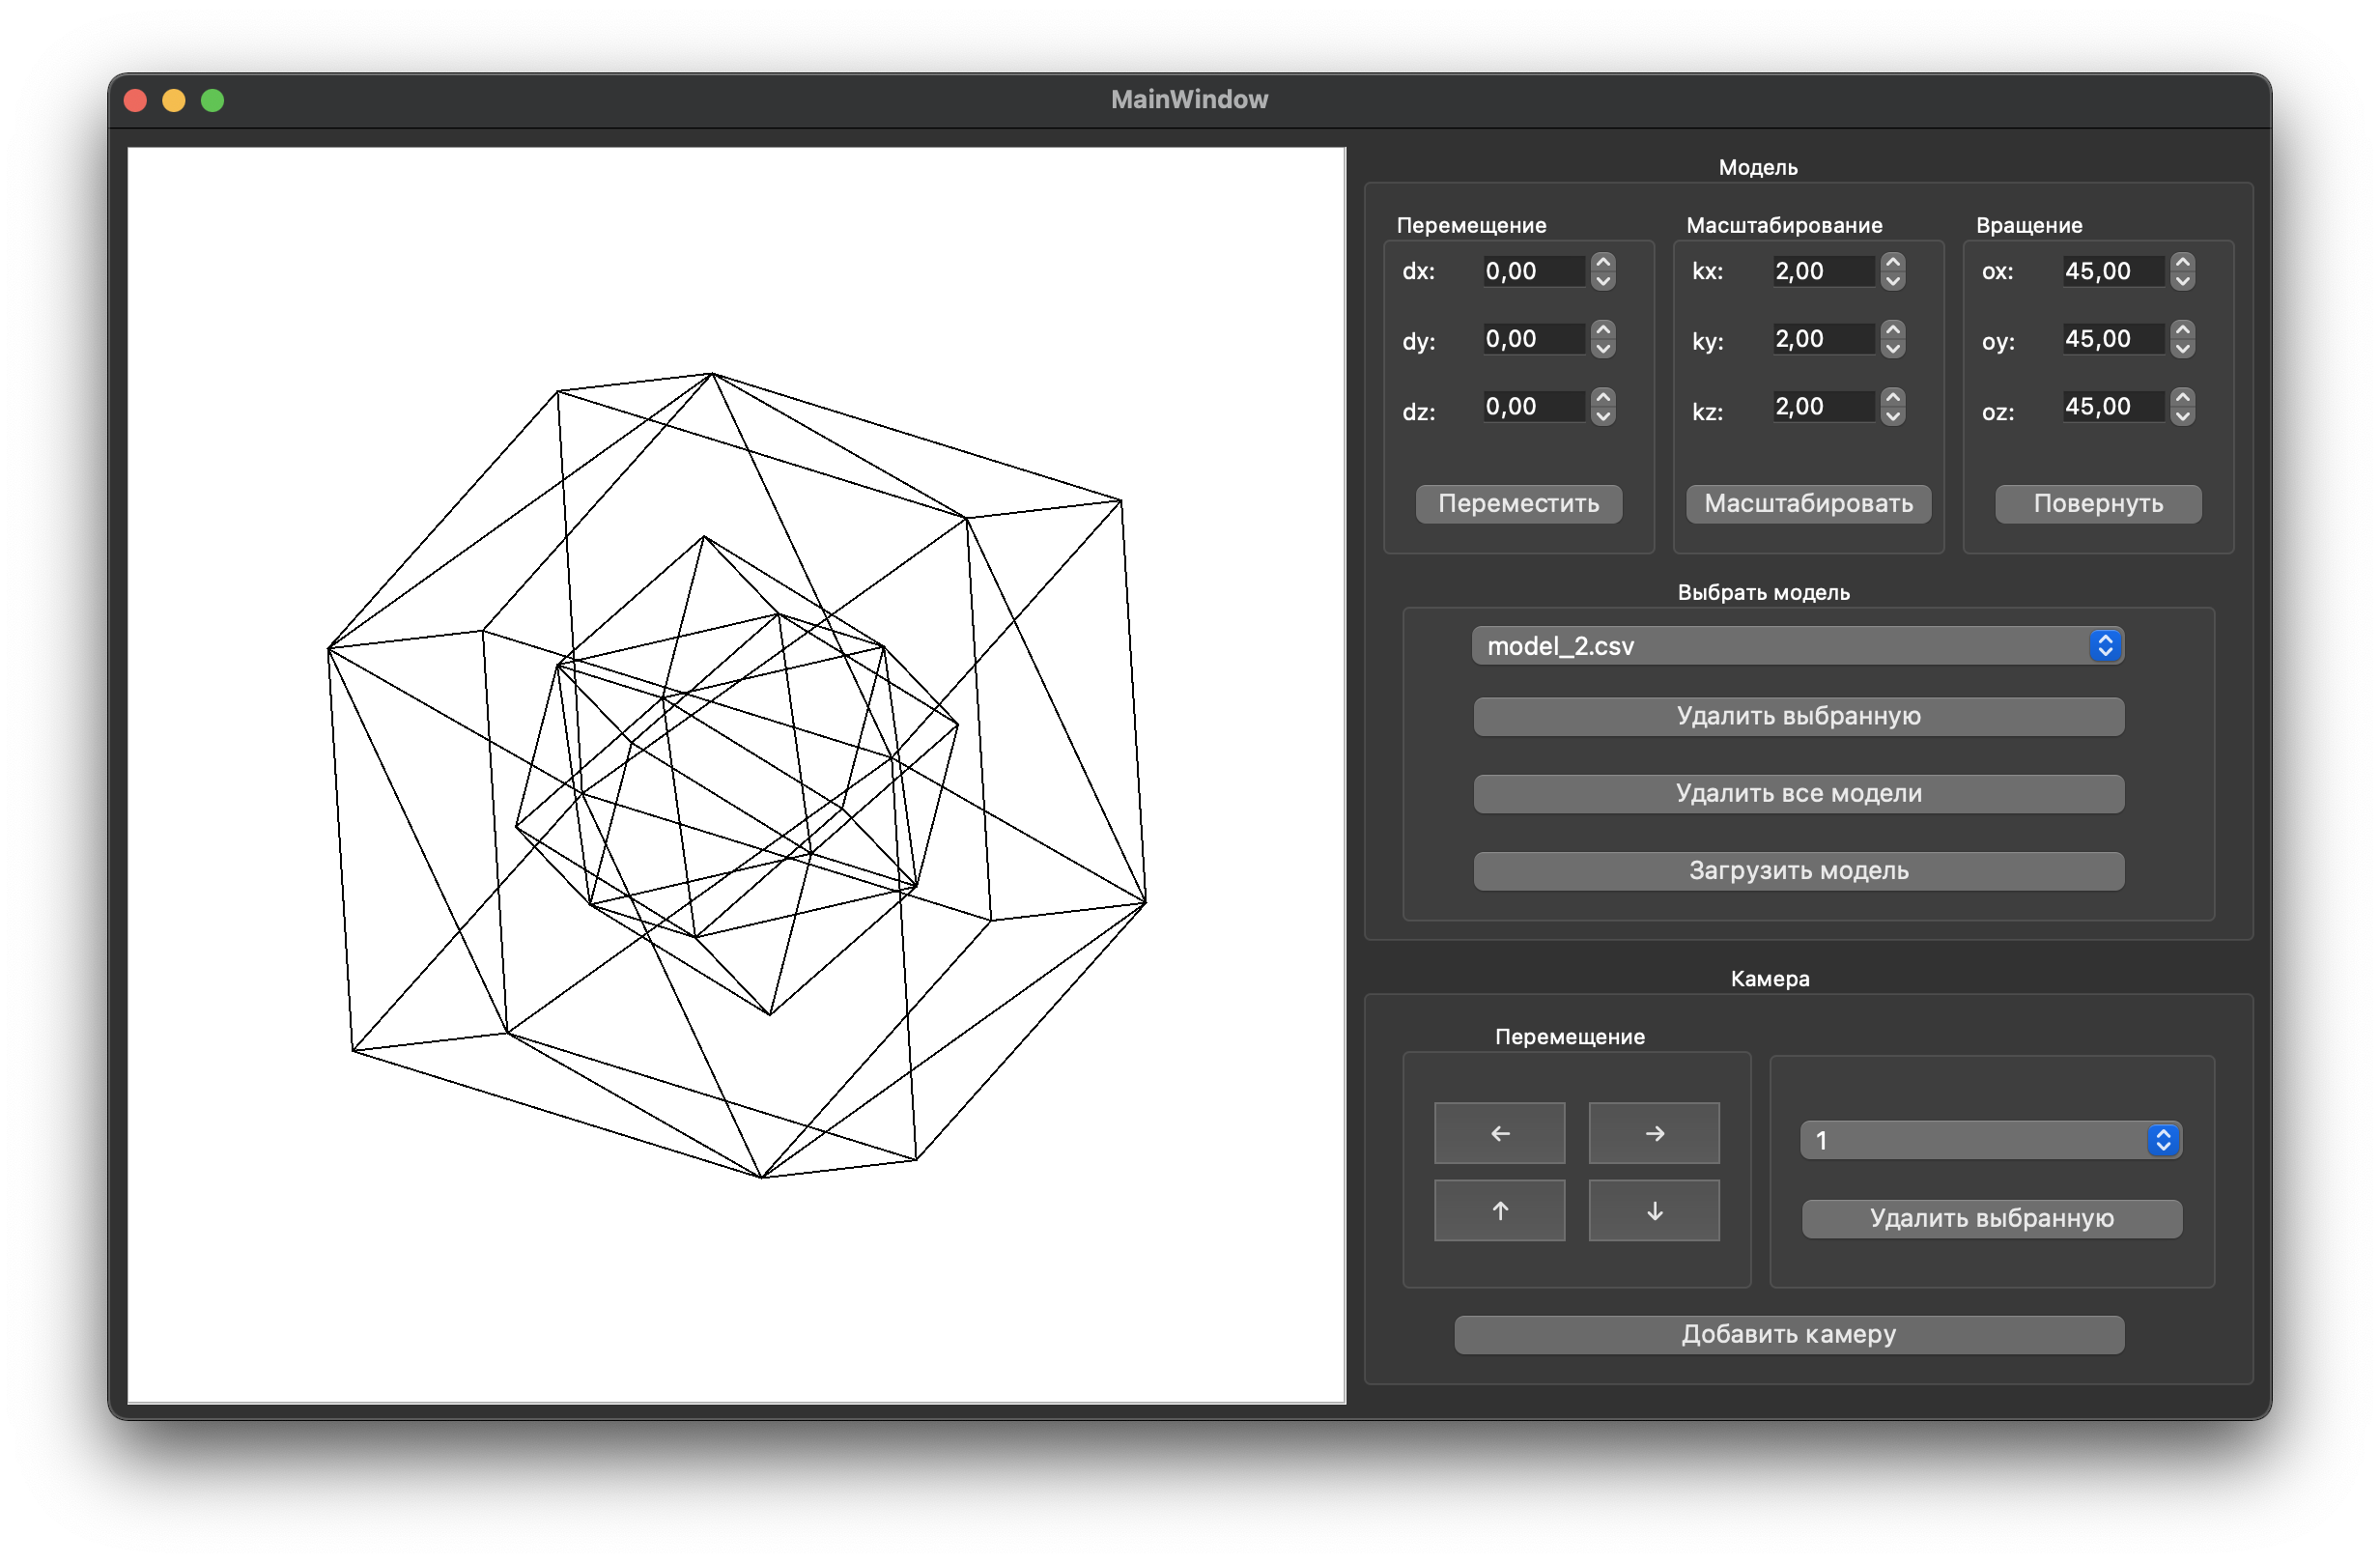 MainWindow
Модель
Перемещение Масштабирование Вращение
dx: 0,00 kx: 2,00 ox: 45,00
dy: 0,00 ky: 2,00 oy: 45,00
dz: 0,00 kz: 2,00 oz: 45,00
Переместить Масштабировать Повернуть
Выбрать модель
model_2.csv
Удалить выбранную
Удалить все модели
Загрузить модель
Камера
Перемещение
← → 1
↑ ↓ Удалить выбранную
Добавить камеру